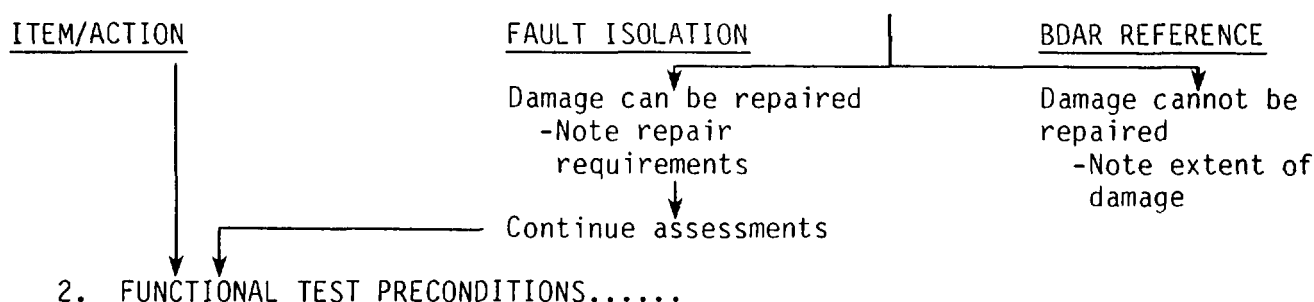 ITEM/ACTION FAULT ISOLATION BDAR REFERENCE
Damage can be repaired
-Note repair
requirements
Damage cannot be
repaired
-Note extent of
damage
Continue assessments
2. FUNCTIONAL TEST PRECONDITIONS......